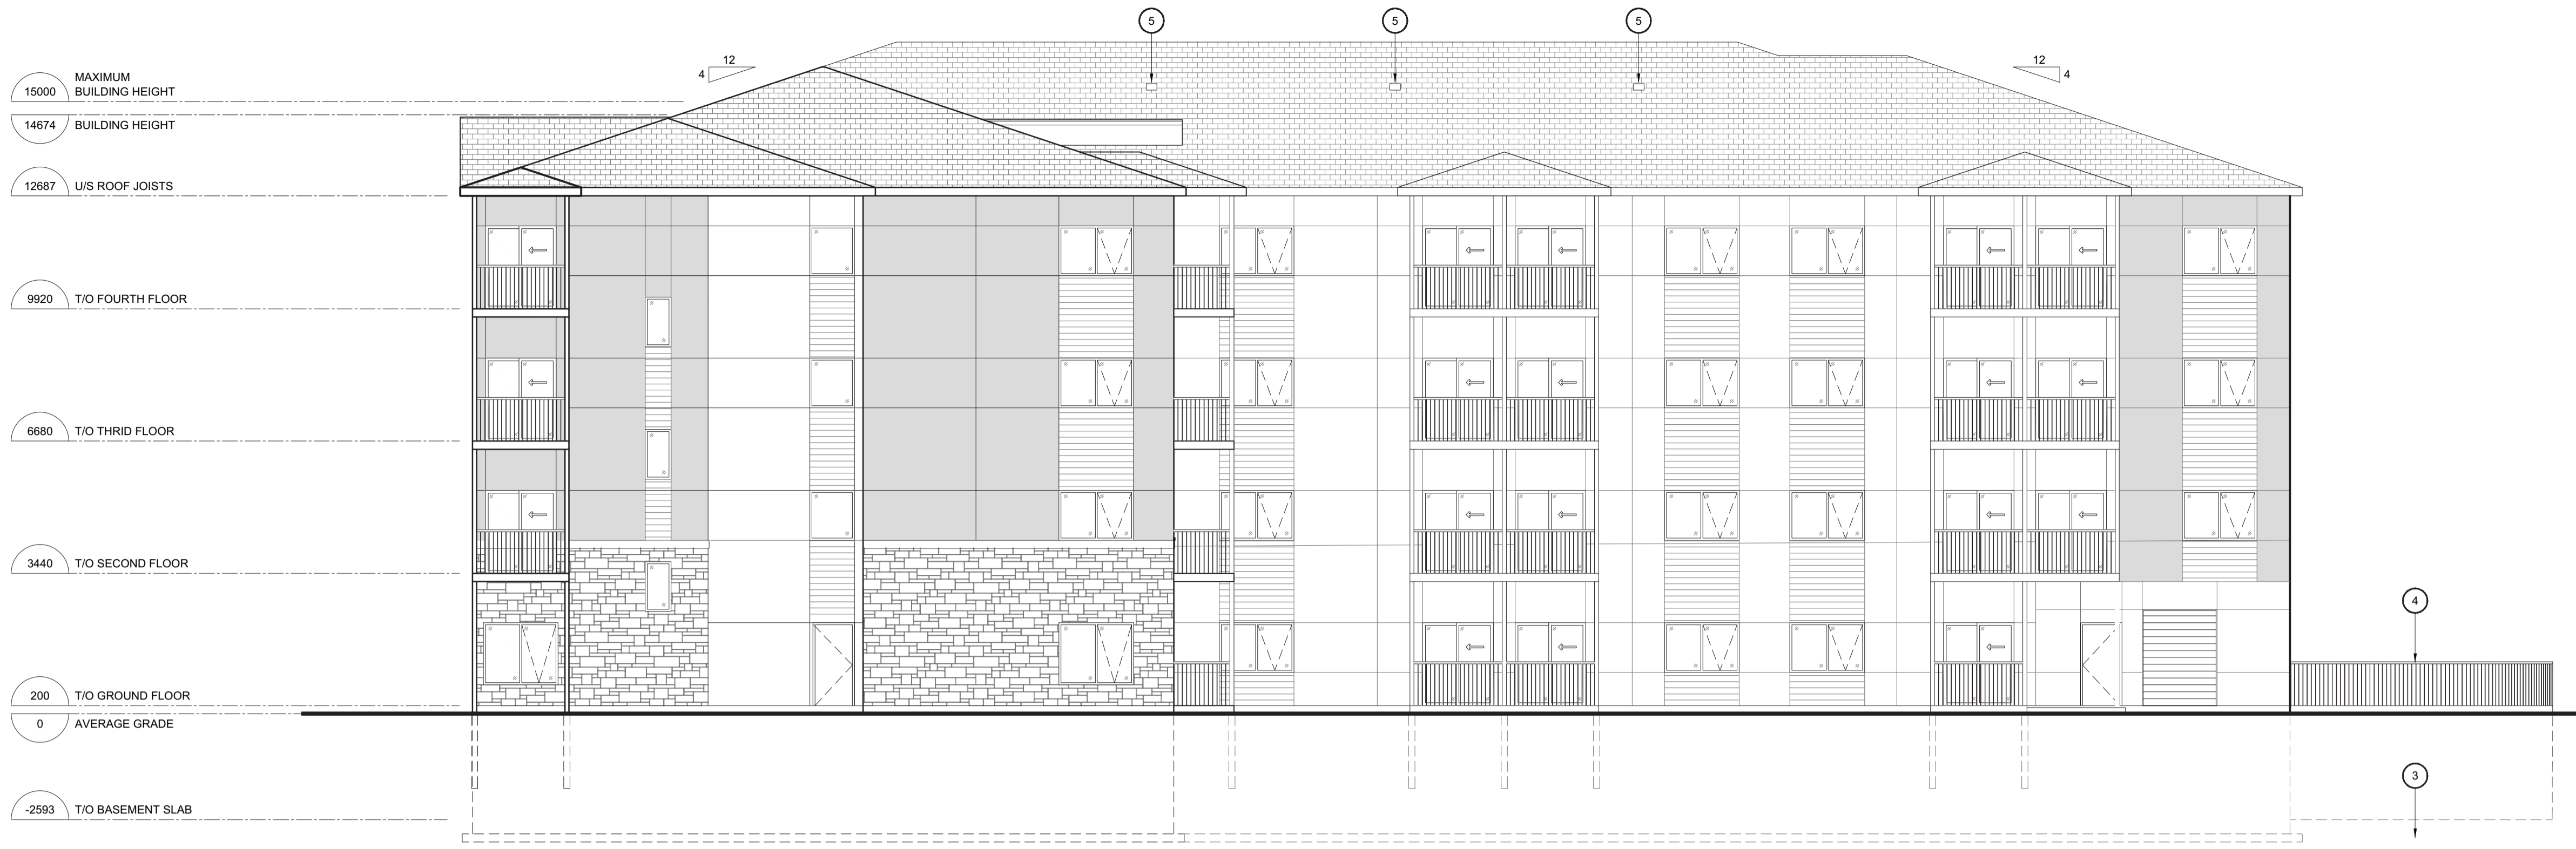 5
5
5
12
4
12
4
MAXIMUM
15000 BUILDING HEIGHT
14674 BUILDING HEIGHT
12687 U/S ROOF JOISTS
9920 T/O FOURTH FLOOR
6680 T/O THRID FLOOR
3440 T/O SECOND FLOOR
4
200 T/O GROUND FLOOR
0 AVERAGE GRADE
3
-2593 T/O BASEMENT SLAB